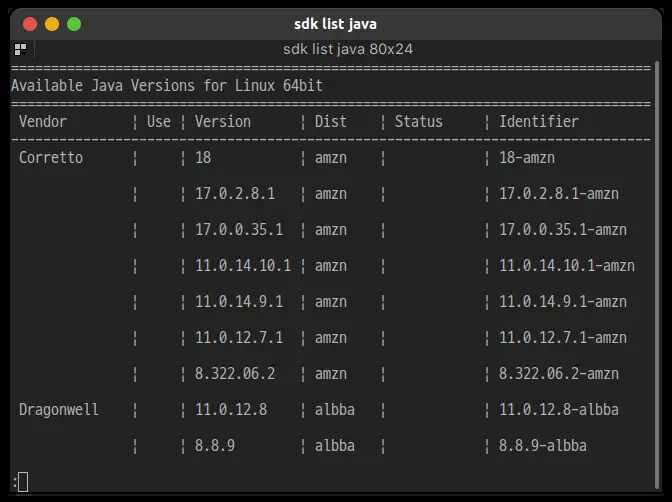 sdk list java
sdk list java 80x24
================================================================================
Available Java Versions for Linux 64bit
================================================================================
Vendor | Use | Version | Dist | Status | Identifier
--------------------------------------------------------------------------------
Corretto | | 18 | amzn | | 18-amzn
| | 17.0.2.8.1 | amzn | | 17.0.2.8.1-amzn
| | 17.0.0.35.1 | amzn | | 17.0.0.35.1-amzn
| | 11.0.14.10.1 | amzn | | 11.0.14.10.1-amzn
| | 11.0.14.9.1 | amzn | | 11.0.14.9.1-amzn
| | 11.0.12.7.1 | amzn | | 11.0.12.7.1-amzn
| | 8.322.06.2 | amzn | | 8.322.06.2-amzn
Dragonwell | | 11.0.12.8 | albba | | 11.0.12.8-albba
| | 8.8.9 | albba | | 8.8.9-albba
: